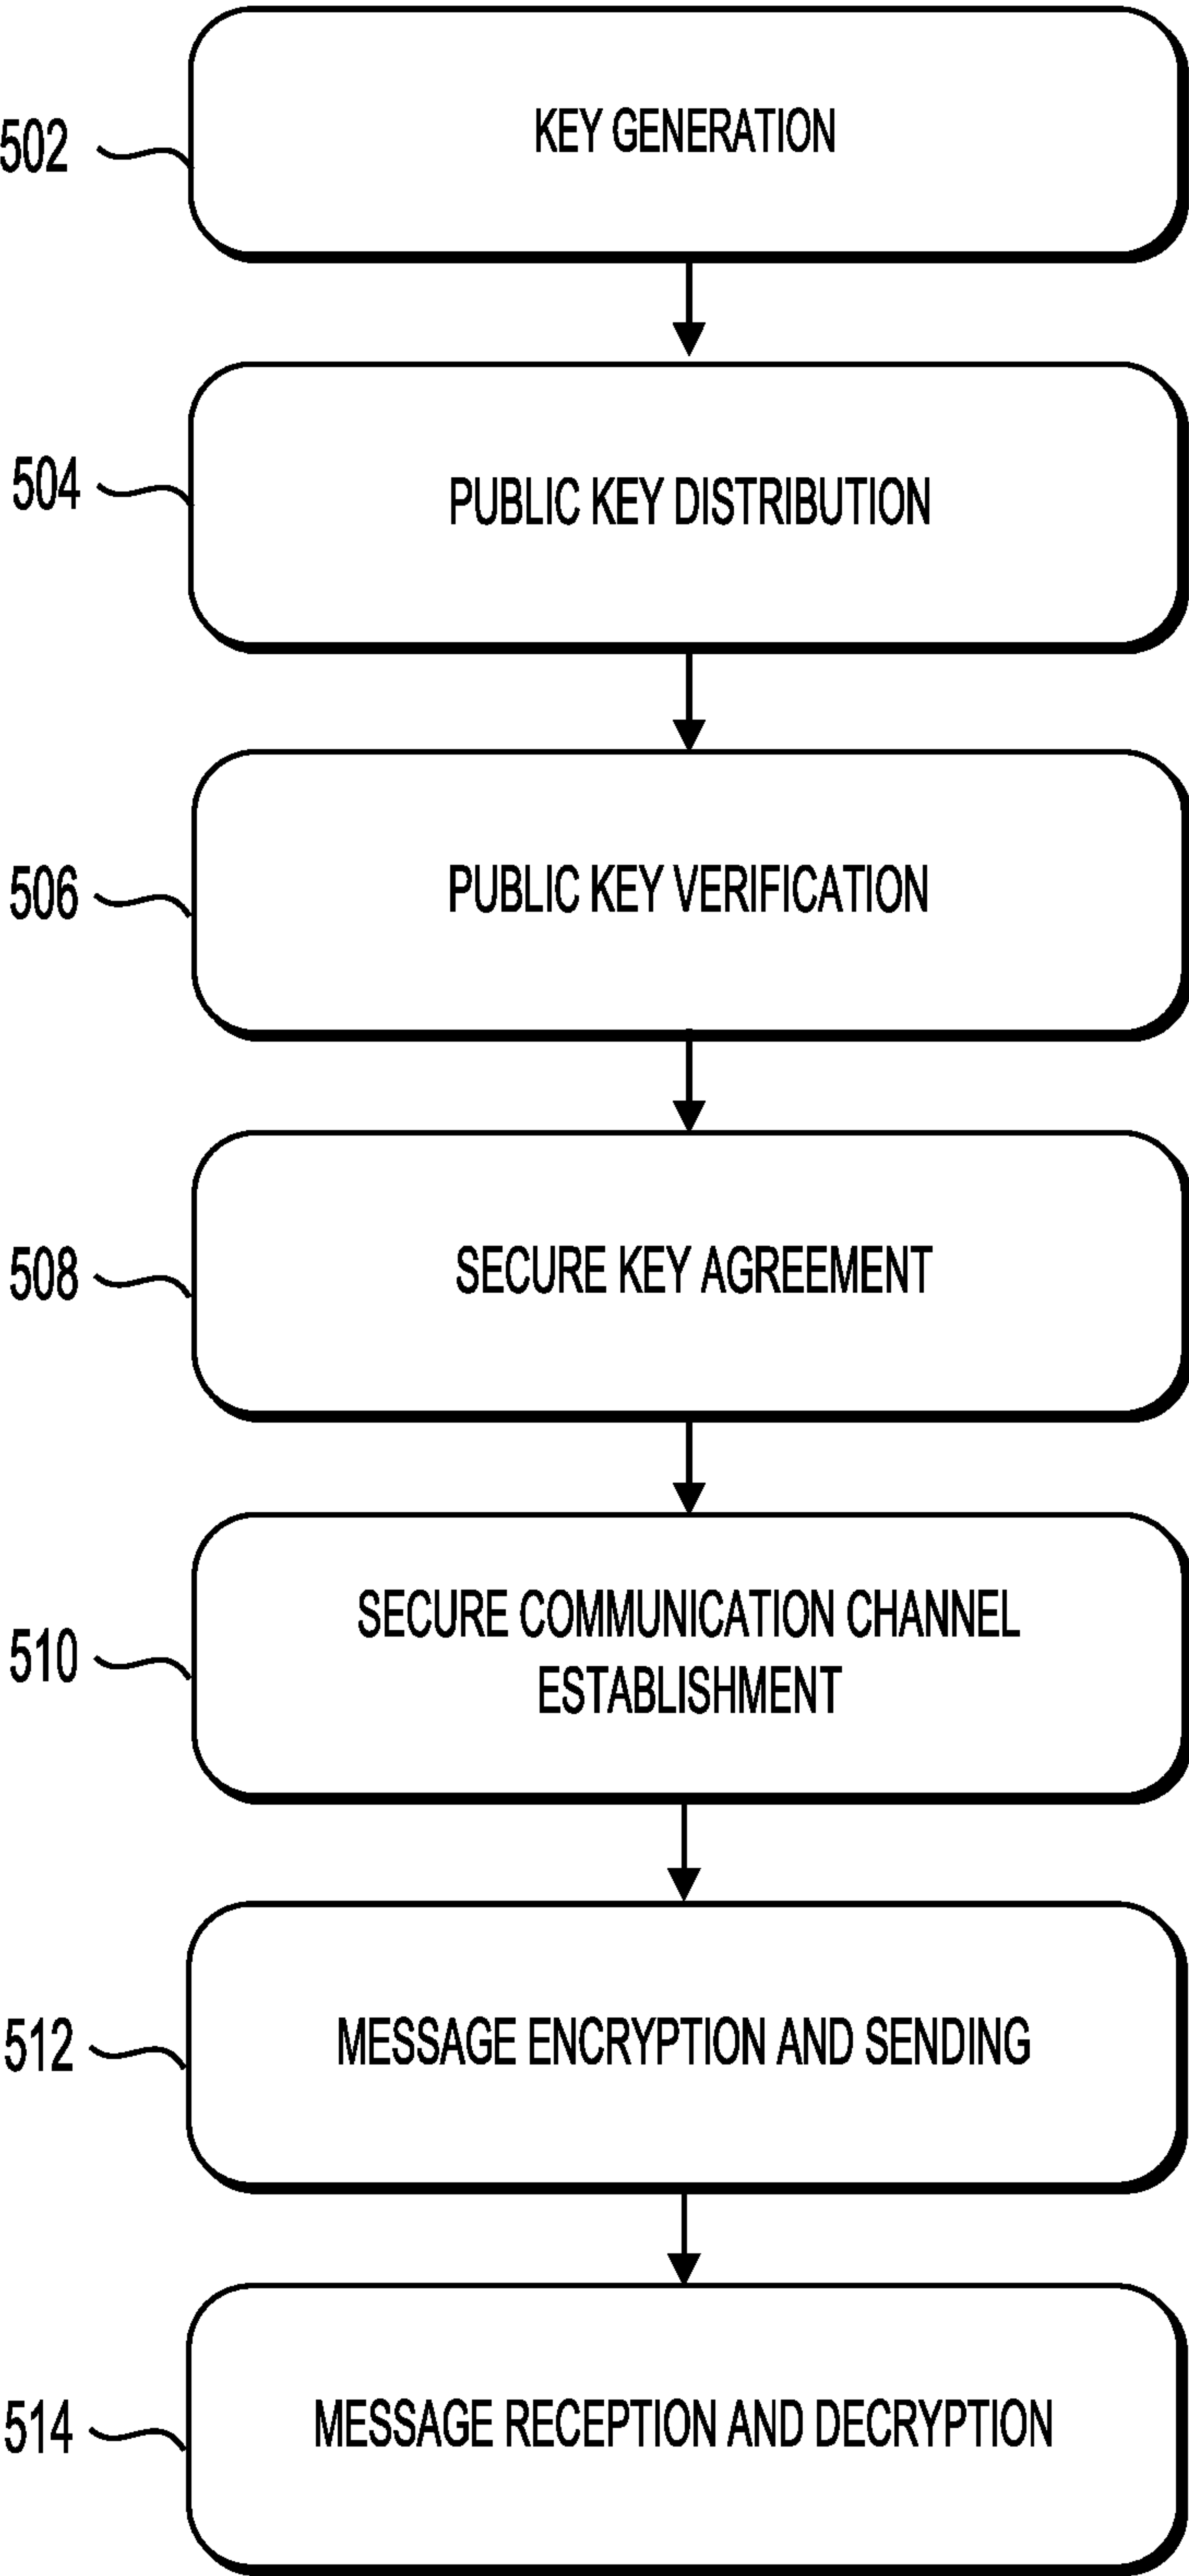 502
KEY GENERATION
504
PUBLIC KEY DISTRIBUTION
506
PUBLIC KEY VERIFICATION
508
SECURE KEY AGREEMENT
510
SECURE COMMUNICATION CHANNEL
ESTABLISHMENT
512
MESSAGE ENCRYPTION AND SENDING
514
MESSAGE RECEPTION AND DECRYPTION